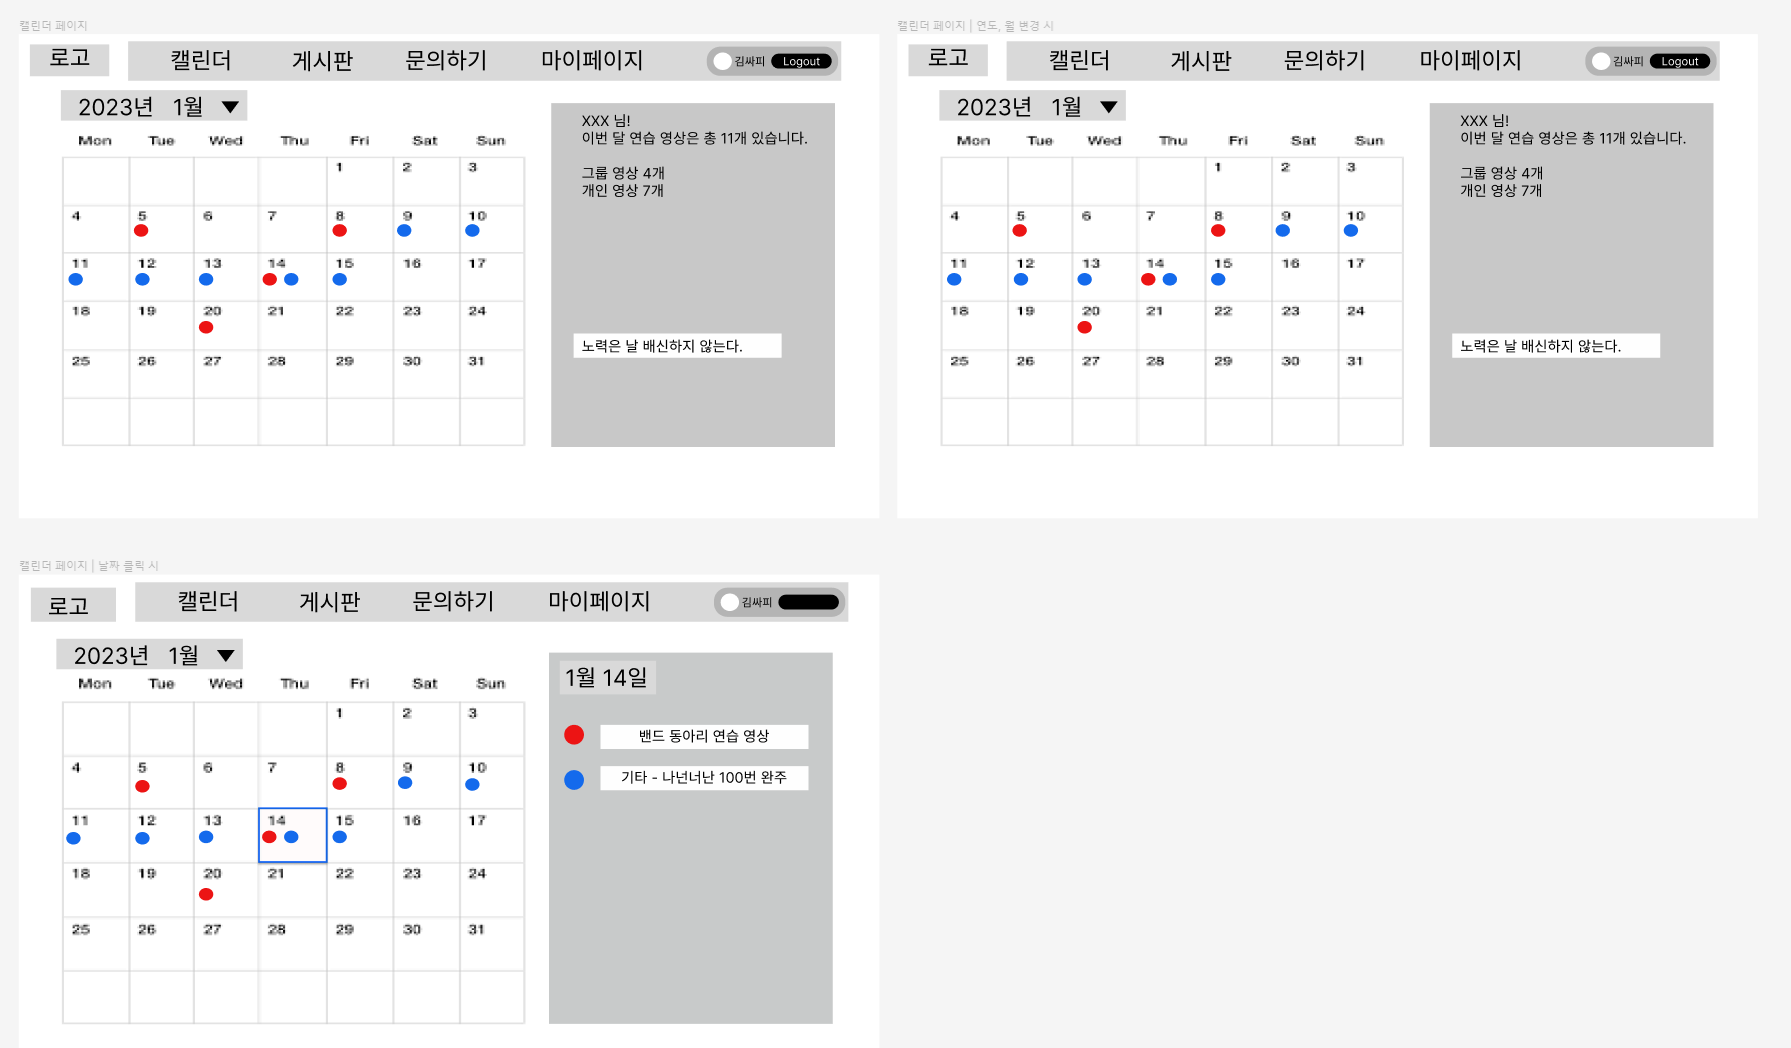 캘린더 페이지
로고 캘린더 게시판 문의하기 마이페이지 김싸피 Logout
2023년 1월
Mon Tue Wed Thu Fri Sat Sun
1 2 3
4 5 6 7 8 9 10
11 12 13 14 15 16 17
18 19 20 21 22 23 24
25 26 27 28 29 30 31
XXX 님!
이번 달 연습 영상은 총 11개 있습니다.
그룹 영상 4개
개인 영상 7개
노력은 날 배신하지 않는다.
캘린더 페이지 | 연도, 월 변경 시
로고 캘린더 게시판 문의하기 마이페이지 김싸피 Logout
2023년 1월
Mon Tue Wed Thu Fri Sat Sun
1 2 3
4 5 6 7 8 9 10
11 12 13 14 15 16 17
18 19 20 21 22 23 24
25 26 27 28 29 30 31
XXX 님!
이번 달 연습 영상은 총 11개 있습니다.
그룹 영상 4개
개인 영상 7개
노력은 날 배신하지 않는다.
캘린더 페이지 | 날짜 클릭 시
로고 캘린더 게시판 문의하기 마이페이지 김싸피
2023년 1월
Mon Tue Wed Thu Fri Sat Sun
1 2 3
4 5 6 7 8 9 10
11 12 13 14 15 16 17
18 19 20 21 22 23 24
25 26 27 28 29 30 31
1월 14일
밴드 동아리 연습 영상
기타 - 나넌너난 100번 완주